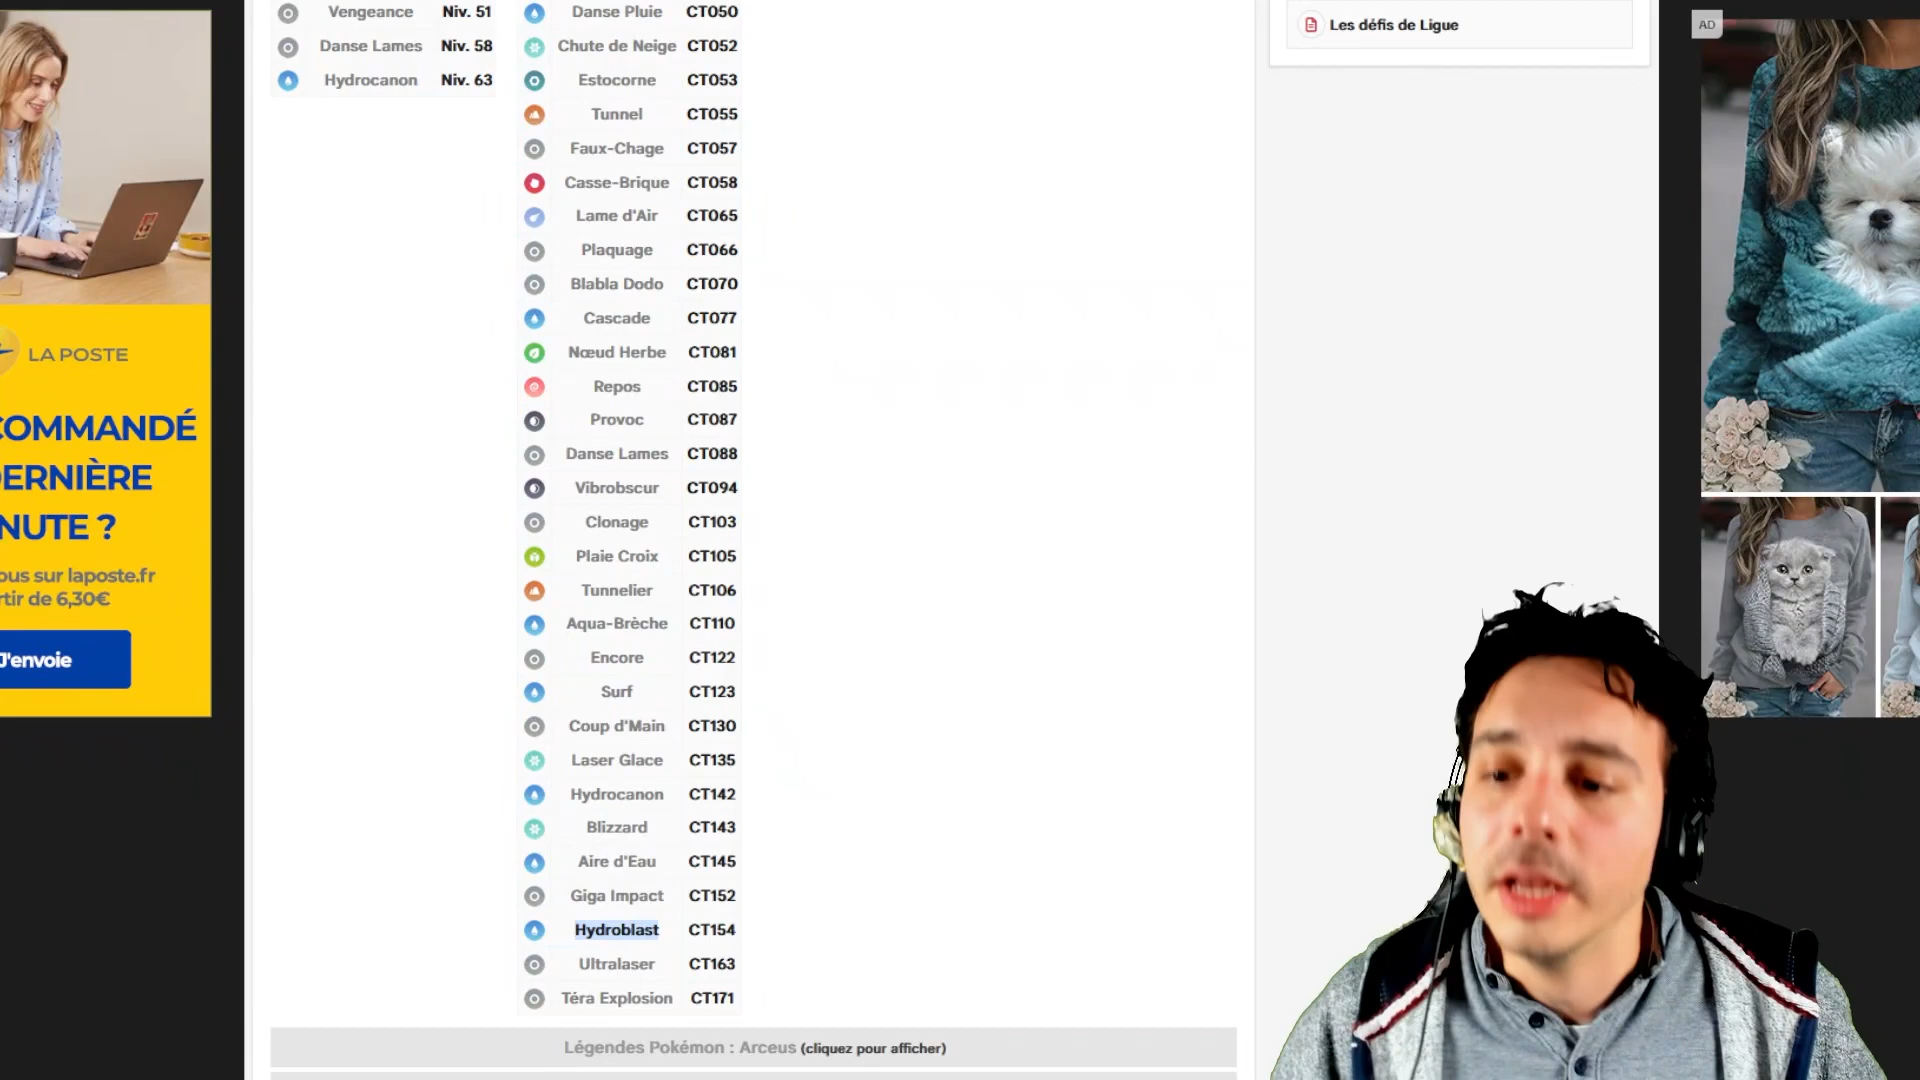 Vengeance Niv. 51
Danse Lames Niv. 58
Hydrocanon Niv. 63
Danse Pluie CT050
Chute de Neige CT052
Estocorne CT053
Tunnel CT055
Faux-Chage CT057
Casse-Brique CT058
Lame d'Air CT065
Plaquage CT066
Blabla Dodo CT070
Cascade CT077
Nœud Herbe CT081
Repos CT085
Provoc CT087
Danse Lames CT088
Vibrobscur CT094
Clonage CT103
Plaie Croix CT105
Tunnelier CT106
Aqua-Brèche CT110
Encore CT122
Surf CT123
Coup d'Main CT130
Laser Glace CT135
Hydrocanon CT142
Blizzard CT143
Aire d'Eau CT145
Giga Impact CT152
Hydroblast CT154
Ultralaser CT163
Téra Explosion CT171
Légendes Pokémon : Arceus (cliquez pour afficher)
Les défis de Ligue
AD
LA POSTE
COMMANDÉ
DERNIÈRE
NUTE ?
ous sur laposte.fr
rtir de 6,30€
J'envoie